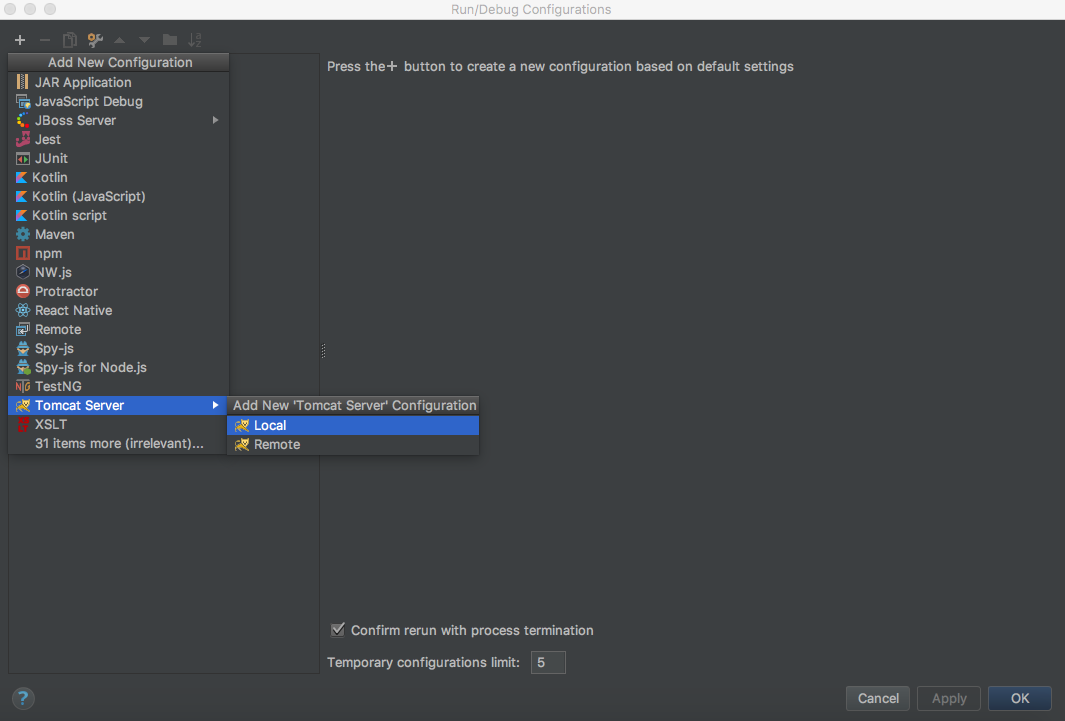 Run/Debug Configurations
Add New Configuration
Press the+ button to create a new configuration based on default settings
JAR Application
JavaScript Debug
JBoss Server
Jest
JUnit
Kotlin
Kotlin (JavaScript)
Kotlin script
Maven
npm
NW.js
Protractor
React Native
Remote
Spy-js
Spy-js for Node.js
TestNG
Tomcat Server
Add New 'Tomcat Server' Configuration
XSLT
Local
31 items more (irrelevant)...
Remote
Confirm rerun with process termination
Temporary configurations limit: 5
? Cancel Apply OK